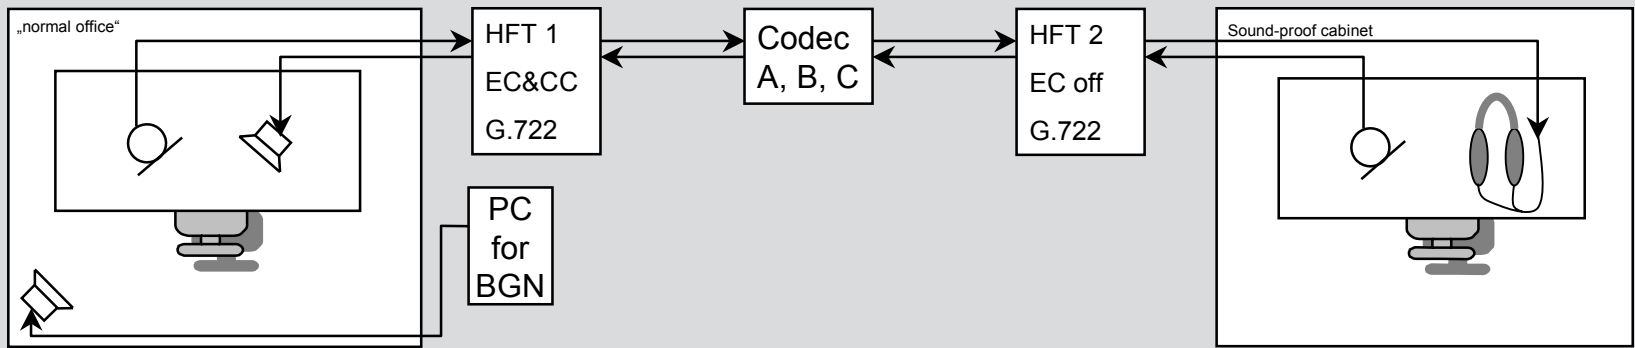 „normal office“
HFT 1
EC&CC
G.722
Codec
A, B, C
HFT 2
EC off
G.722
Sound-proof cabinet
PC
for
BGN